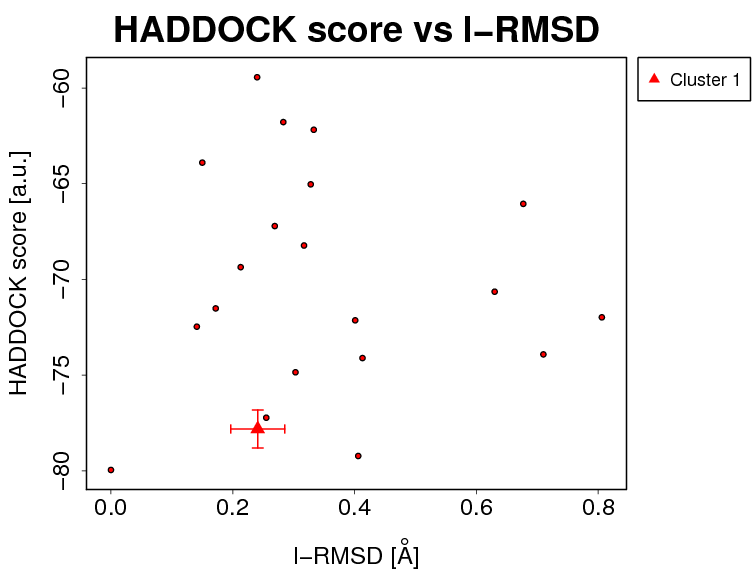 HADDOCK score vs l−RMSD
Cluster 1
HADDOCK score [a.u.]
−60
−65
−70
−75
−80
0.0 0.2 0.4 0.6 0.8
l−RMSD [Å]